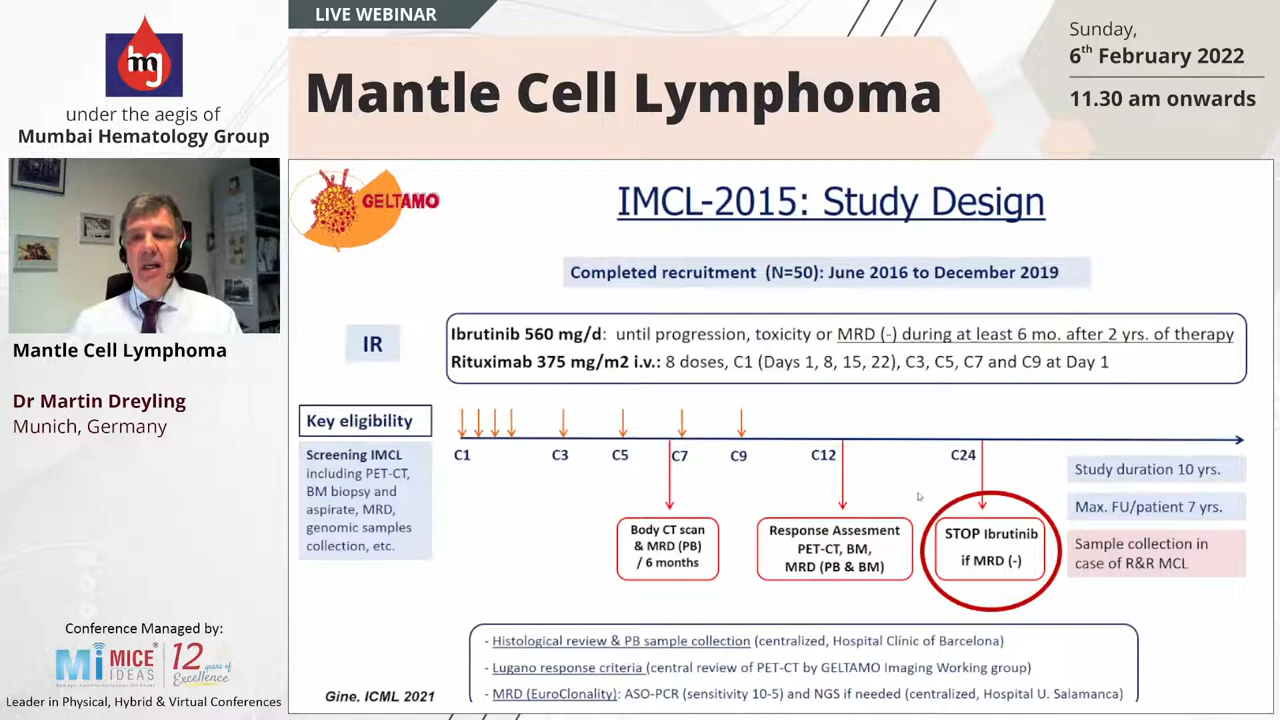 LIVE WEBINAR
Mantle Cell Lymphoma
Sunday,
6th February 2022
11.30 am onwards
mg
under the aegis of
Mumbai Hematology Group
Mantle Cell Lymphoma
Dr Martin Dreyling
Munich, Germany
Conference Managed by:
Mi MICE IDEAS
12 years of Excellence
Leader in Physical, Hybrid & Virtual Conferences
GELTAMO
IMCL-2015: Study Design
Completed recruitment (N=50): June 2016 to December 2019
IR
Ibrutinib 560 mg/d: until progression, toxicity or MRD (-) during at least 6 mo. after 2 yrs. of therapy
Rituximab 375 mg/m2 i.v.: 8 doses, C1 (Days 1, 8, 15, 22), C3, C5, C7 and C9 at Day 1
Key eligibility
Screening IMCL
including PET-CT,
BM biopsy and
aspirate, MRD,
genomic samples
collection, etc.
C1 C3 C5 C7 C9 C12 C24
Body CT scan
& MRD (PB)
/ 6 months
Response Assesment
PET-CT, BM,
MRD (PB & BM)
STOP Ibrutinib
if MRD (-)
Study duration 10 yrs.
Max. FU/patient 7 yrs.
Sample collection in
case of R&R MCL
- Histological review & PB sample collection (centralized, Hospital Clínic of Barcelona)
- Lugano response criteria (central review of PET-CT by GELTAMO Imaging Working group)
- MRD (EuroClonality): ASO-PCR (sensitivity 10-5) and NGS if needed (centralized, Hospital U. Salamanca)
Gine. ICML 2021